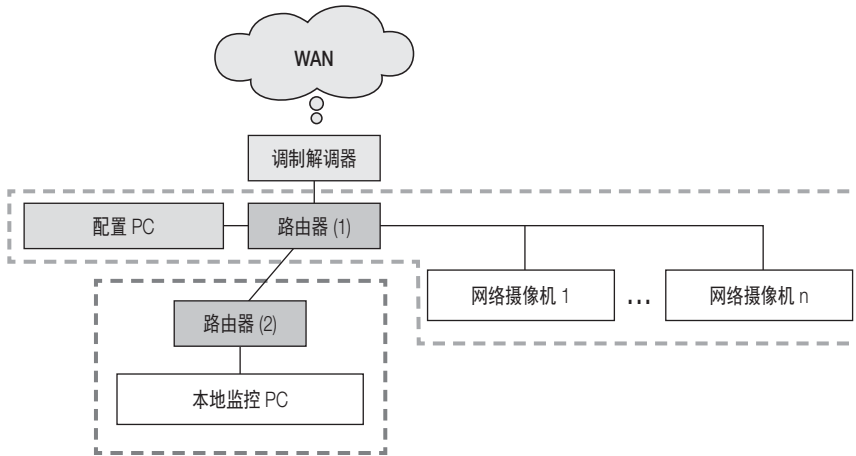 WAN
调制解调器
配置 PC
路由器 (1)
网络摄像机 1
...
网络摄像机 n
路由器 (2)
本地监控 PC